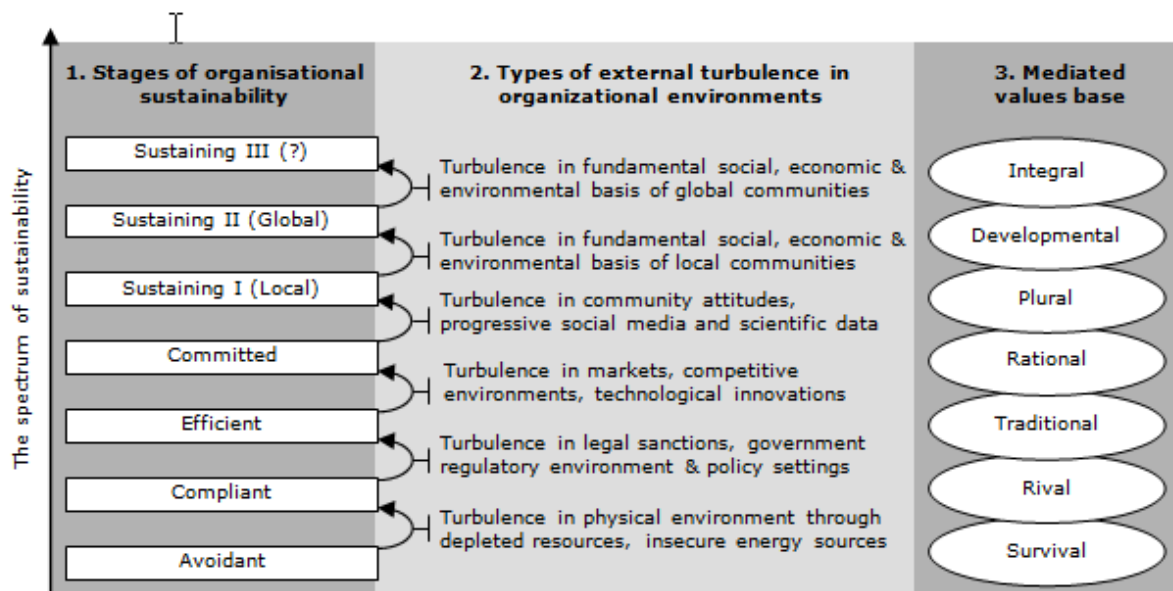 The spectrum of sustainability
1. Stages of organisational
sustainability
Sustaining III (?)
Sustaining II (Global)
Sustaining I (Local)
Committed
Efficient
Compliant
Avoidant
2. Types of external turbulence in
organizational environments
Turbulence in fundamental social, economic &
environmental basis of global communities
Turbulence in fundamental social, economic &
environmental basis of local communities
Turbulence in community attitudes,
progressive social media and scientific data
Turbulence in markets, competitive
environments, technological innovations
Turbulence in legal sanctions, government
regulatory environment & policy settings
Turbulence in physical environment through
depleted resources, insecure energy sources
3. Mediated
values base
Integral
Developmental
Plural
Rational
Traditional
Rival
Survival